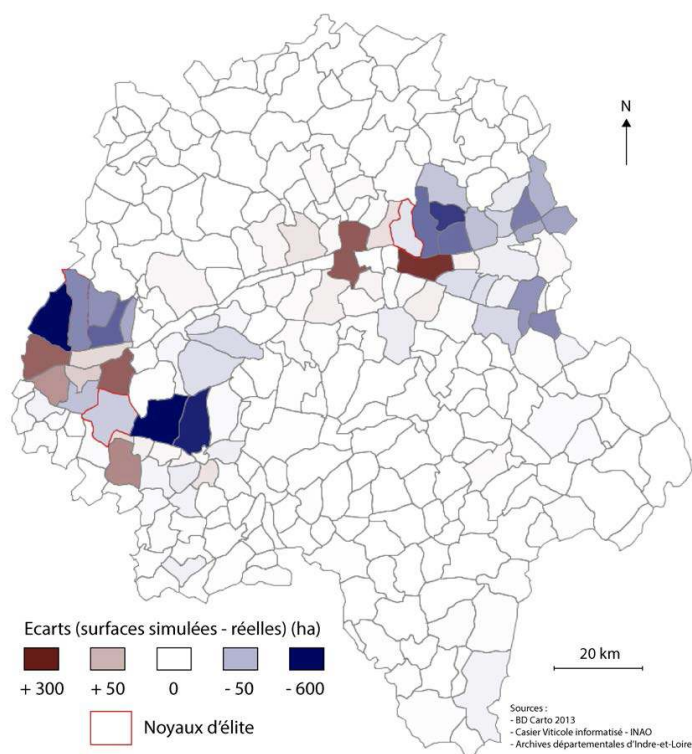 N
Ecarts (surfaces simulées - réelles) (ha)
+ 300 + 50 0 - 50 - 600
Noyaux d'élite
20 km
Sources :
- BD Carto 2013
- Casier Viticole informatisé - INAO
- Archives départementales d'Indre-et-Loire